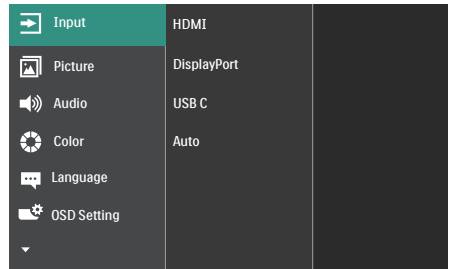 Input
HDMI
Picture
DisplayPort
Audio
USB C
Color
Auto
Language
OSD Setting